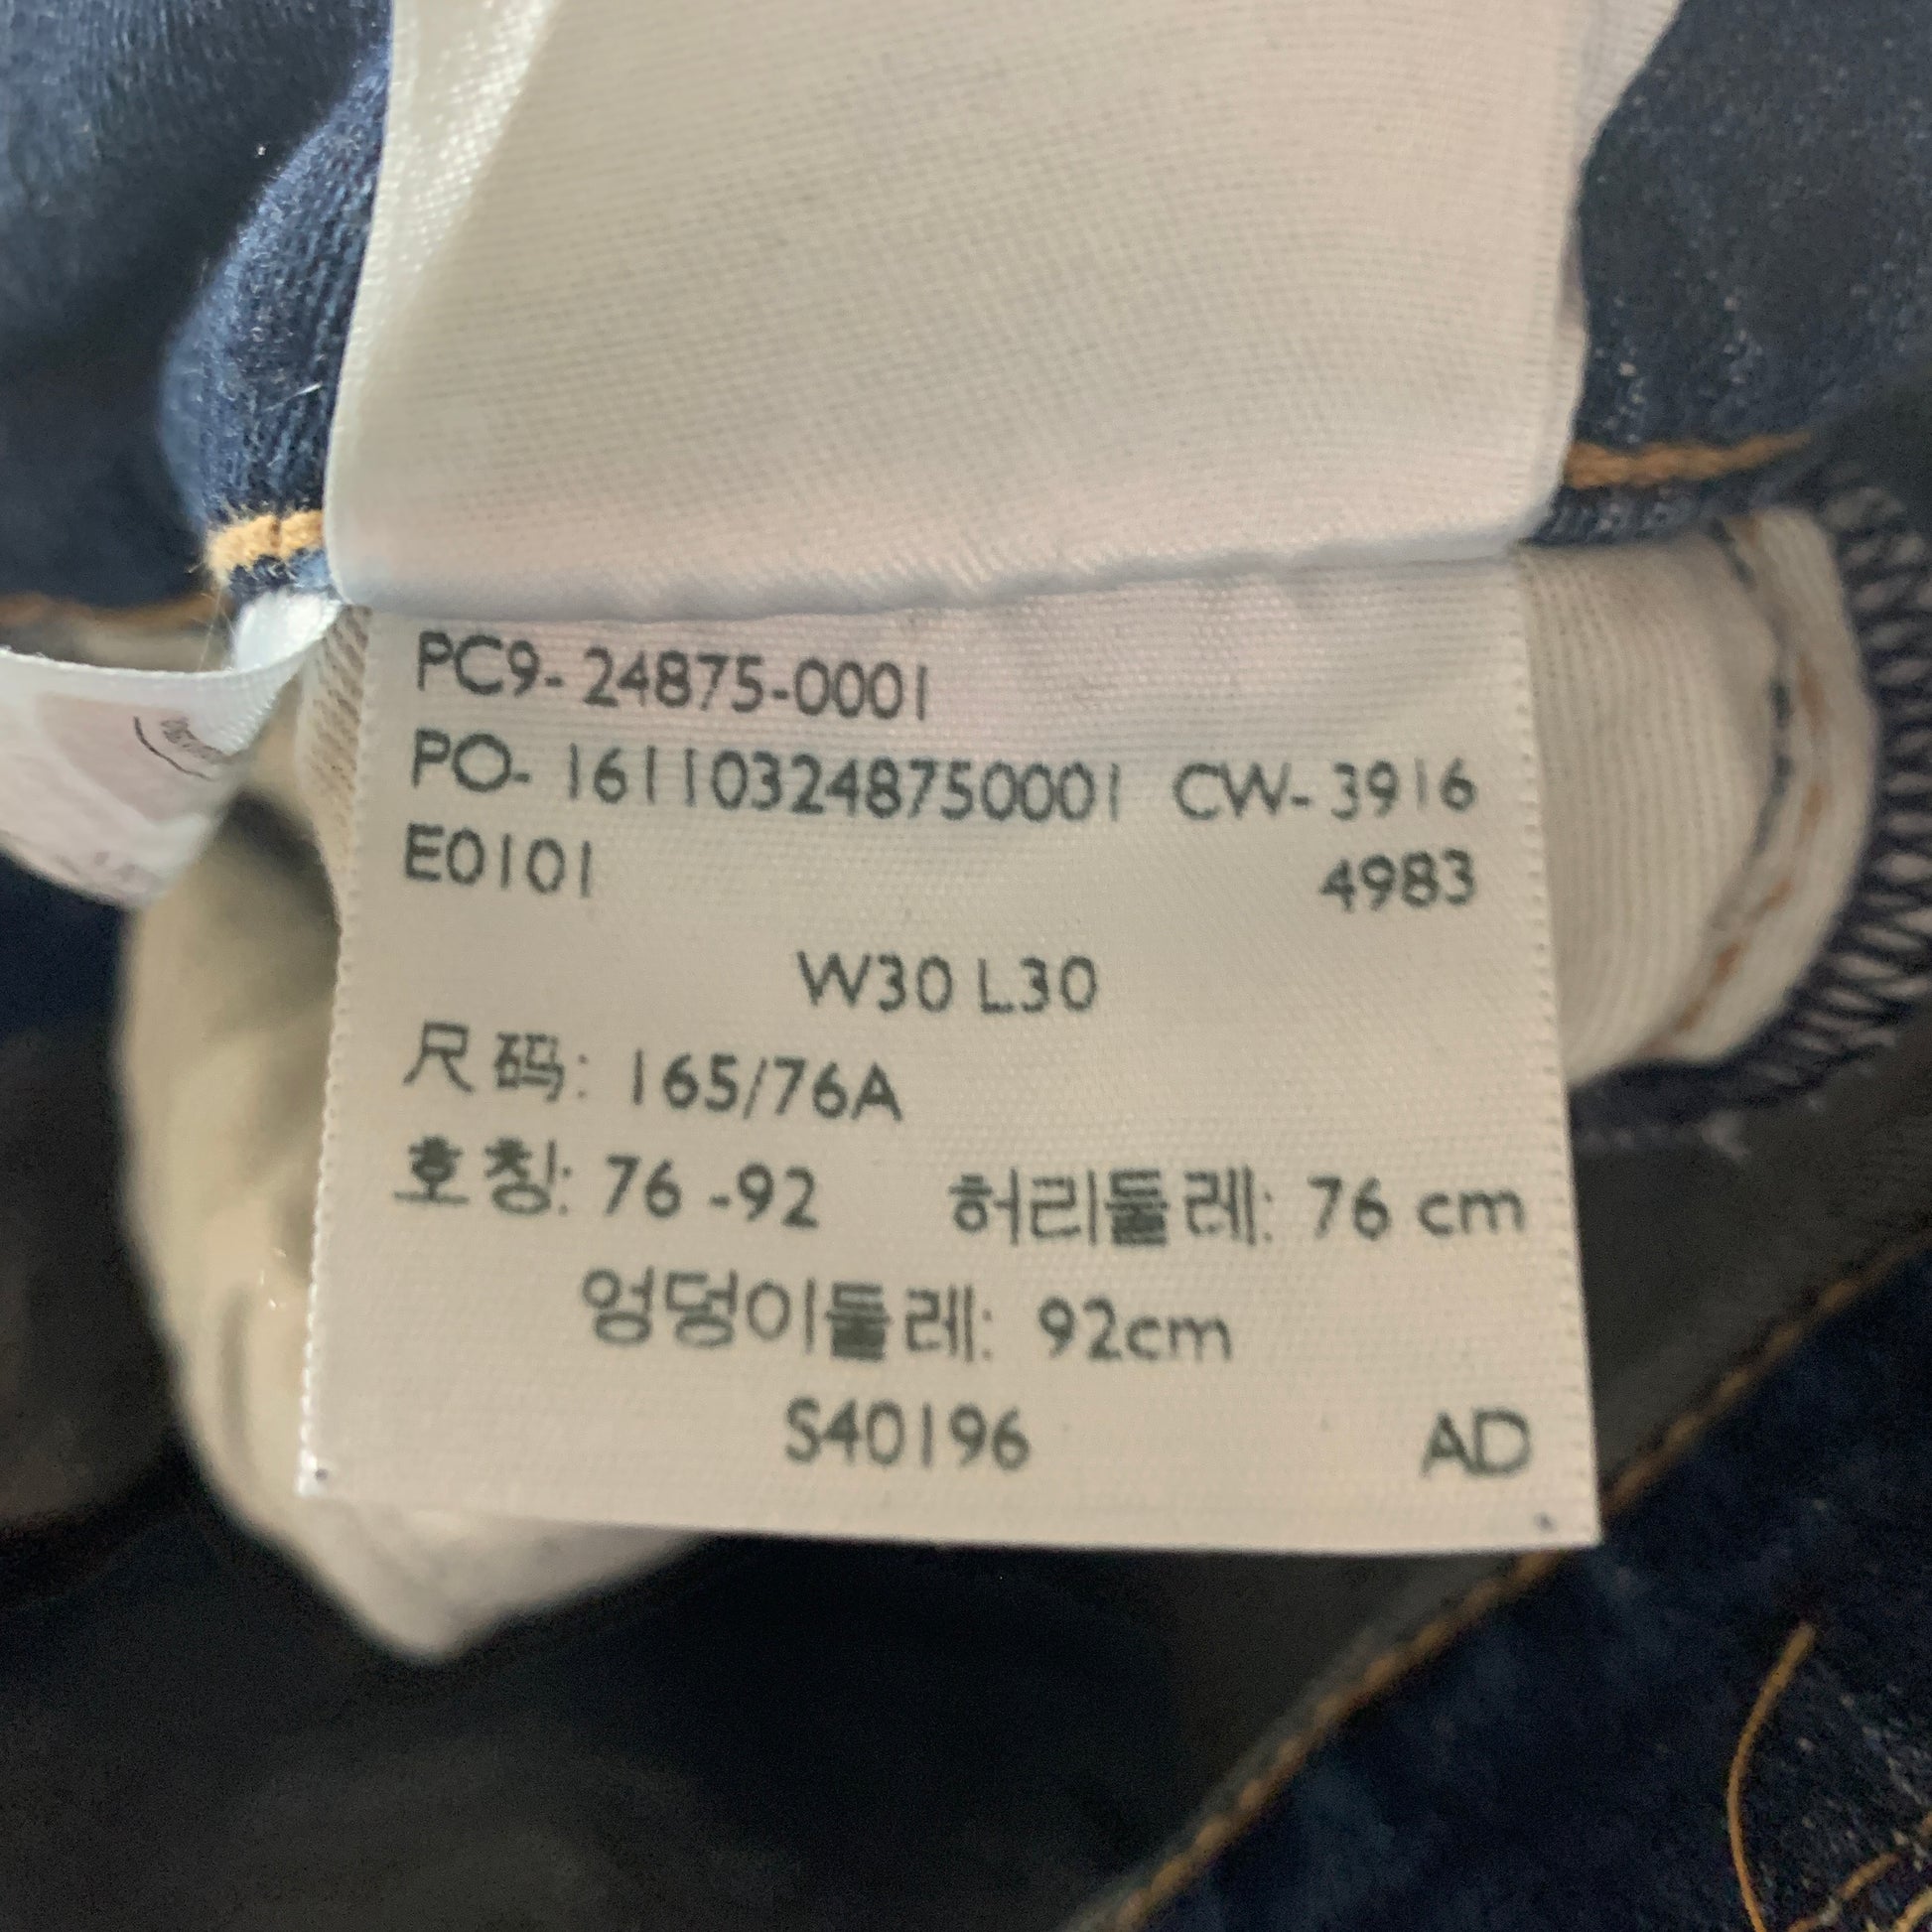 PC9- 24875-0001
PO- 161103248750001 CW- 3916
E0101 4983
W30 L30
尺码: 165/76A
호칭: 76 -92 허리둘레: 76 cm
엉덩이둘레: 92cm
S40196 AD